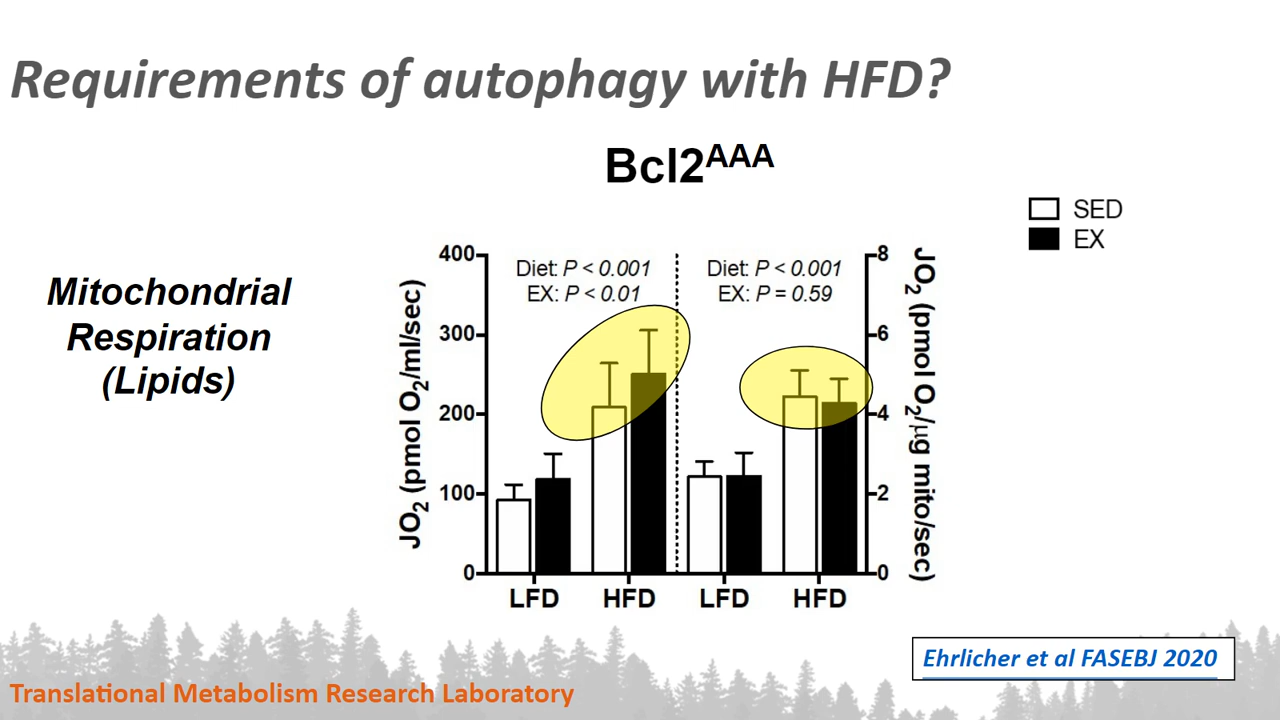 Requirements of autophagy with HFD?
Bcl2ᴬᴬᴬ
SED
EX
Mitochondrial
Respiration
(Lipids)
JO₂ (pmol O₂/ml/sec)
400
300
200
100
0
Diet: P < 0.001
EX: P < 0.01
Diet: P < 0.001
EX: P = 0.59
8
6
4
2
0
JO₂ (pmol O₂/µg mito/sec)
LFD HFD LFD HFD
Ehrlicher et al FASEBJ 2020
Translational Metabolism Research Laboratory